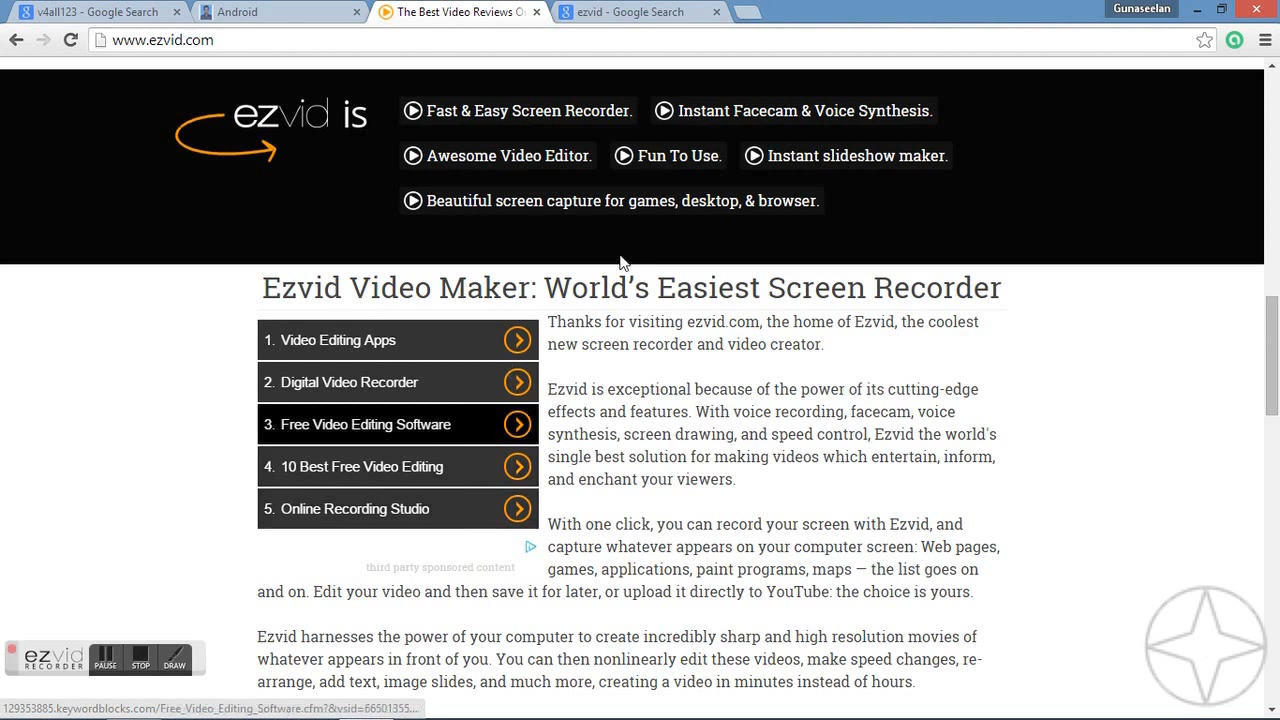 v4all123 - Google Search
Android
The Best Video Reviews O
ezvid - Google Search
Gunaseelan
www.ezvid.com
ezvid is
Fast & Easy Screen Recorder.
Instant Facecam & Voice Synthesis.
Awesome Video Editor.
Fun To Use.
Instant slideshow maker.
Beautiful screen capture for games, desktop, & browser.
Ezvid Video Maker: World's Easiest Screen Recorder
1. Video Editing Apps
2. Digital Video Recorder
3. Free Video Editing Software
4. 10 Best Free Video Editing
5. Online Recording Studio
third party sponsored content
Thanks for visiting ezvid.com, the home of Ezvid, the coolest
new screen recorder and video creator.
Ezvid is exceptional because of the power of its cutting-edge
effects and features. With voice recording, facecam, voice
synthesis, screen drawing, and speed control, Ezvid the world's
single best solution for making videos which entertain, inform,
and enchant your viewers.
With one click, you can record your screen with Ezvid, and
capture whatever appears on your computer screen: Web pages,
games, applications, paint programs, maps — the list goes on
and on. Edit your video and then save it for later, or upload it directly to YouTube: the choice is yours.
Ezvid harnesses the power of your computer to create incredibly sharp and high resolution movies of
whatever appears in front of you. You can then nonlinearly edit these videos, make speed changes, re-
arrange, add text, image slides, and much more, creating a video in minutes instead of hours.
ezvid
RECORDER
PAUSE
STOP
DRAW
129353885.keywordblocks.com/Free_Video_Editing_Software.cfm?&vsid=66501355...